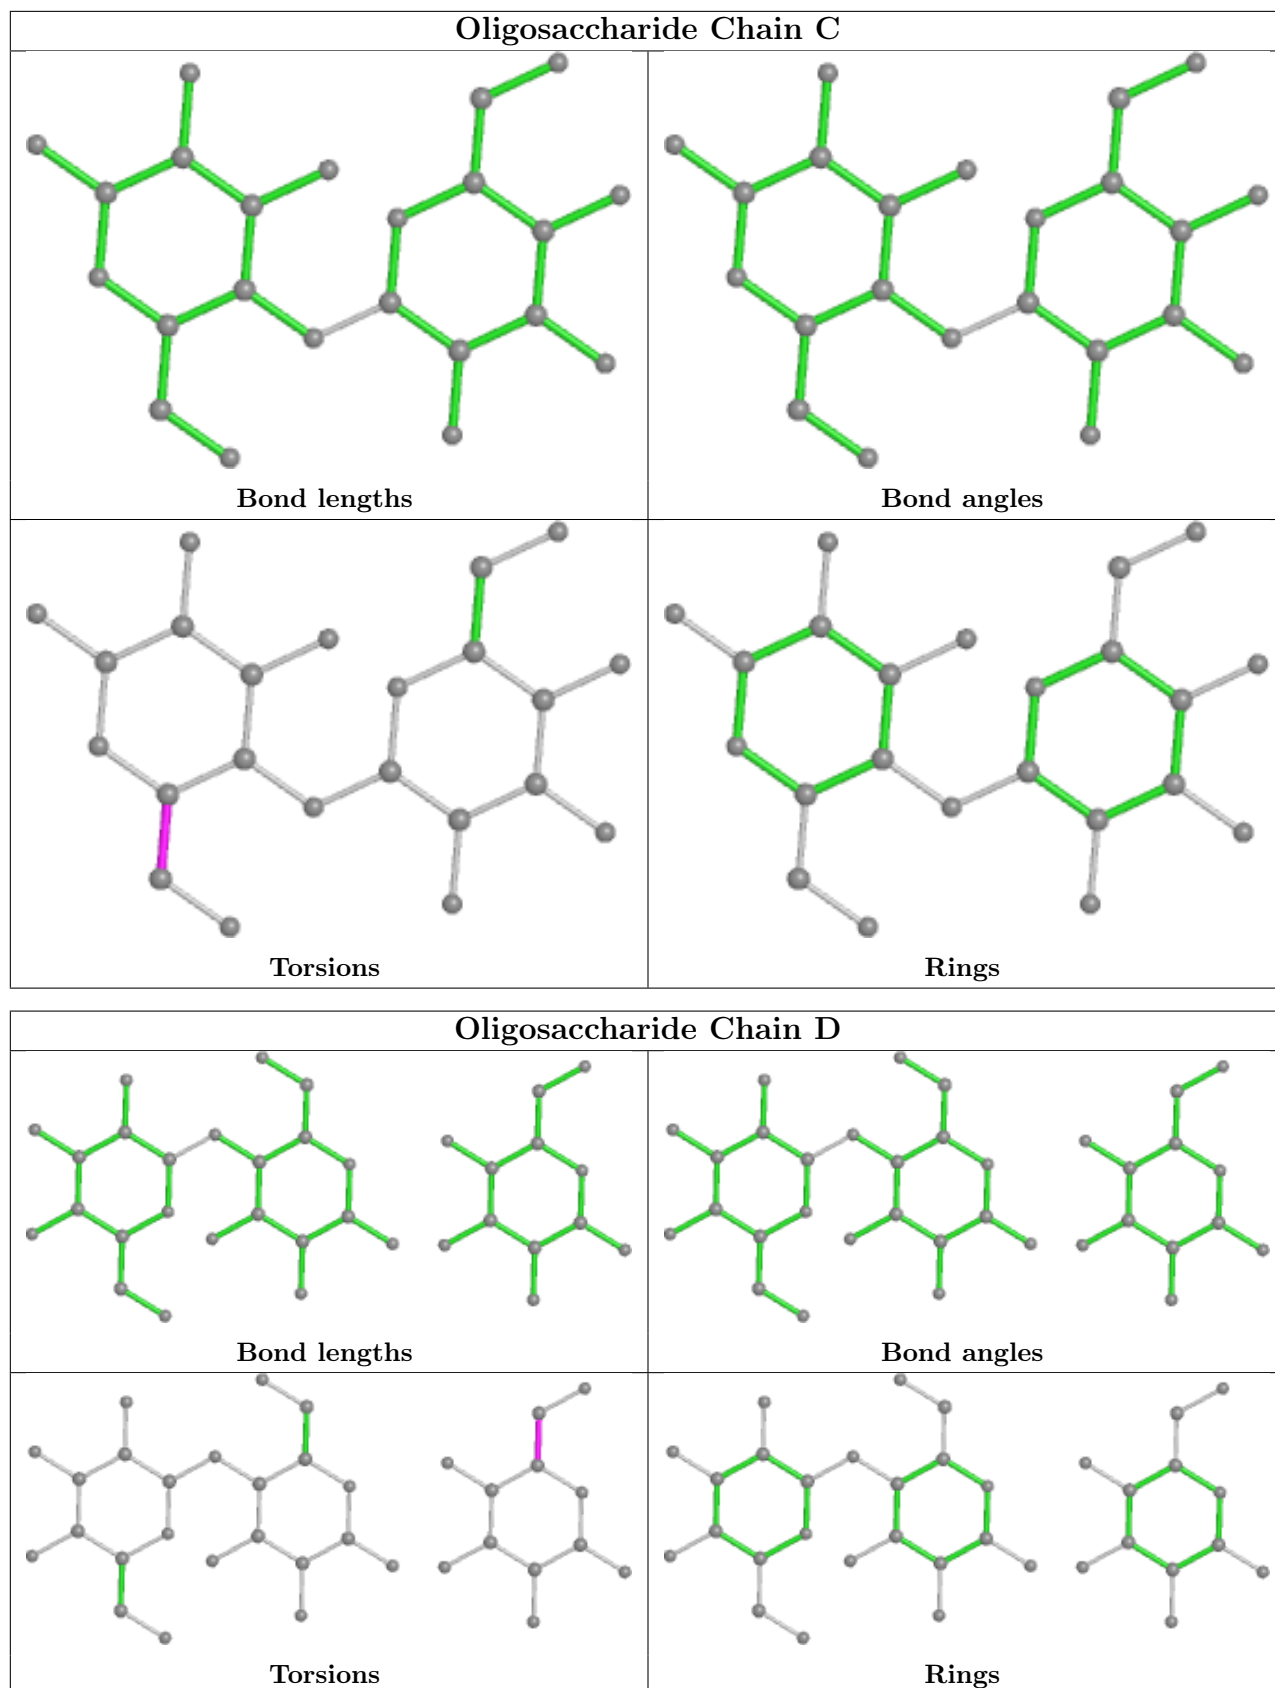 Oligosaccharide Chain C
Bond lengths
Bond angles
Torsions
Rings
Oligosaccharide Chain D
Bond lengths
Bond angles
Torsions
Rings